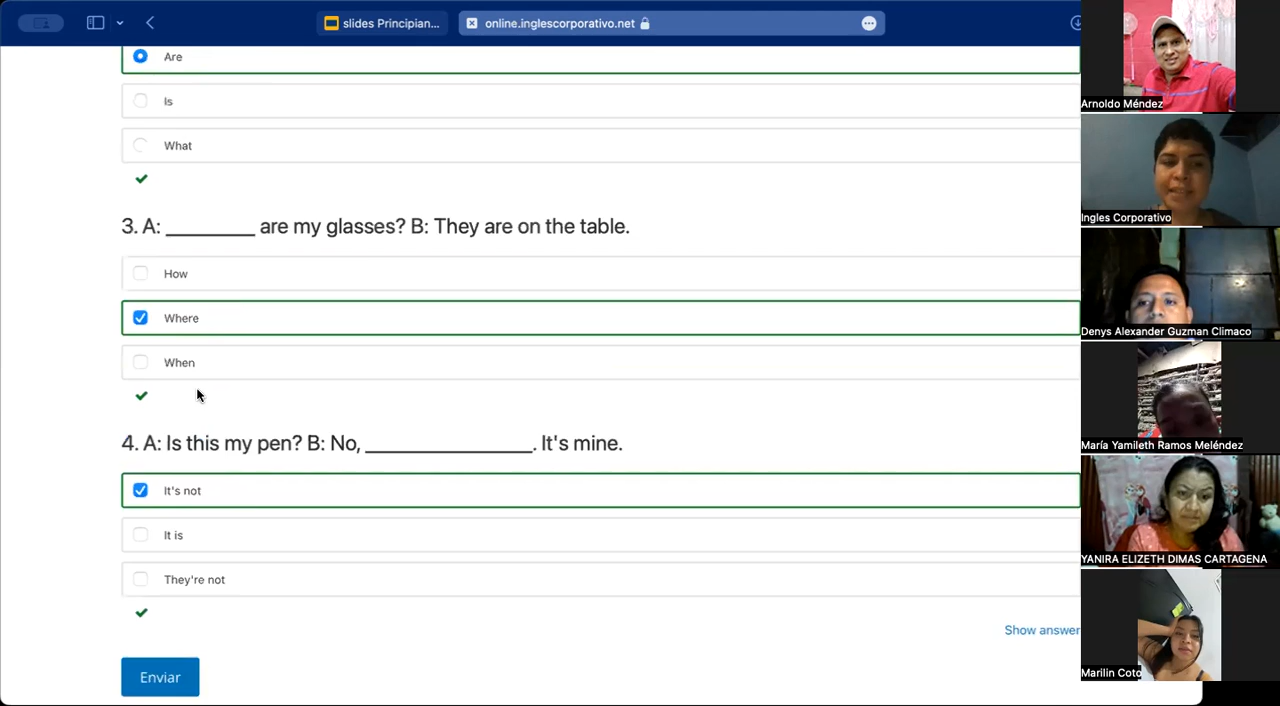 slides Principian...
online.inglescorporativo.net
Are
Is
What
3. A: __________ are my glasses? B: They are on the table.
How
Where
When
4. A: Is this my pen? B: No, ___________________. It's mine.
It's not
It is
They're not
Show answer
Enviar
Arnoldo Méndez
Ingles Corporativo
Denys Alexander Guzman Climaco
María Yamileth Ramos Meléndez
YANIRA ELIZETH DIMAS CARTAGENA
Marilin Coto